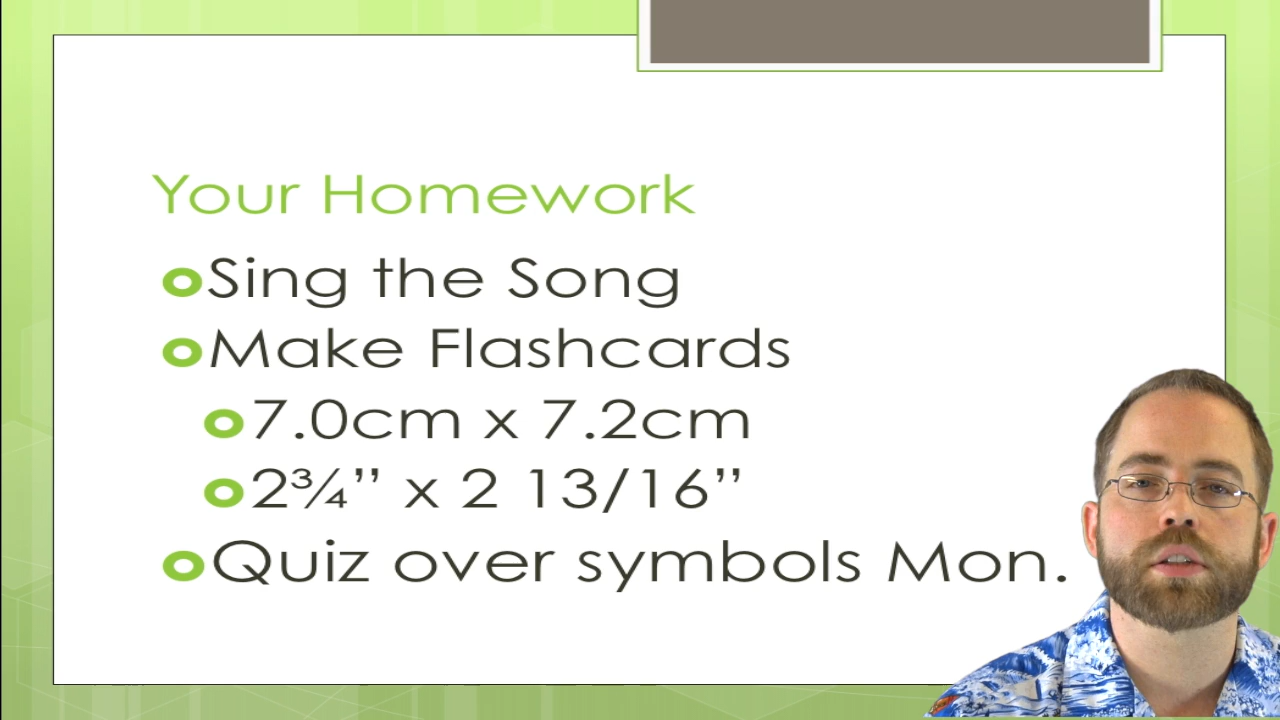 Your Homework
Sing the Song
Make Flashcards
7.0cm x 7.2cm
2¾” x 2 13/16”
Quiz over symbols Mon.